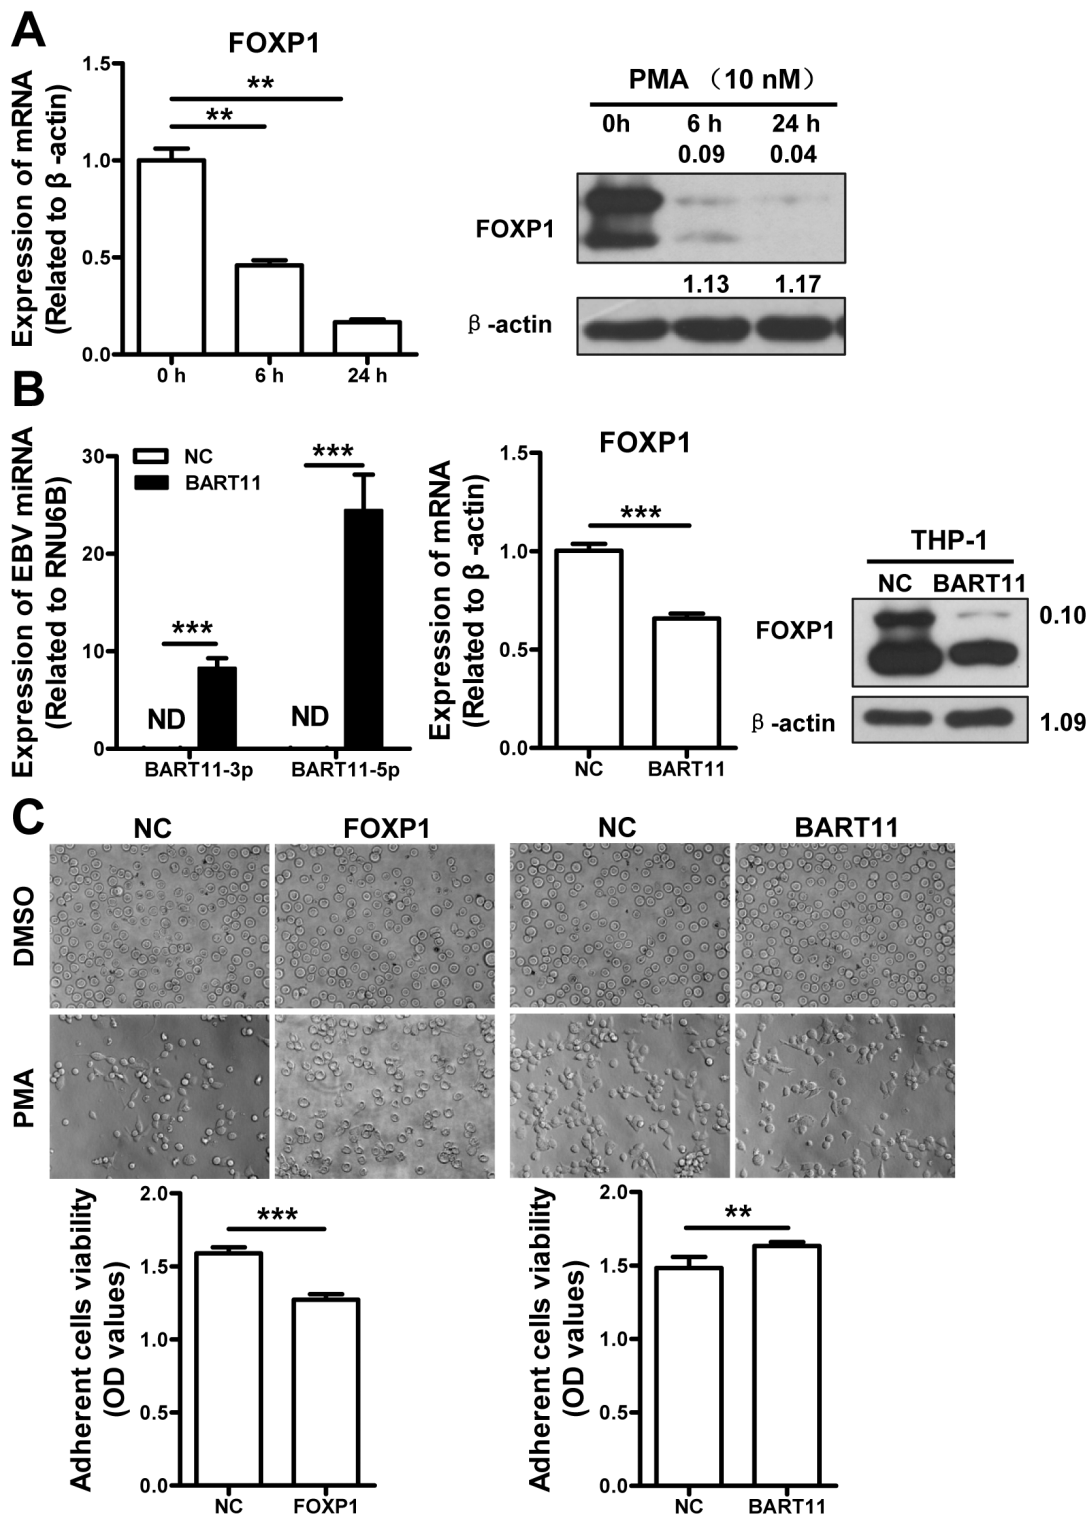 A
FOXP1
Expression of mRNA
(Related to β -actin)
1.5
1.0
0.5
0.0
**
**
0 h
6 h
24 h
PMA （10 nM）
0h
6 h
24 h
0.09
0.04
FOXP1
1.13
1.17
β -actin
B
Expression of EBV miRNA
(Related to RNU6B)
30
20
10
0
NC
BART11
***
***
ND
ND
BART11-3p
BART11-5p
FOXP1
Expression of mRNA
(Related to β -actin)
1.5
1.0
0.5
0.0
***
NC
BART11
THP-1
NC
BART11
FOXP1
0.10
β -actin
1.09
C
NC
FOXP1
NC
BART11
DMSO
PMA
Adherent cells viability
(OD values)
2.0
1.5
1.0
0.5
0.0
***
NC
FOXP1
Adherent cells viability
(OD values)
2.0
1.5
1.0
0.5
0.0
**
NC
BART11